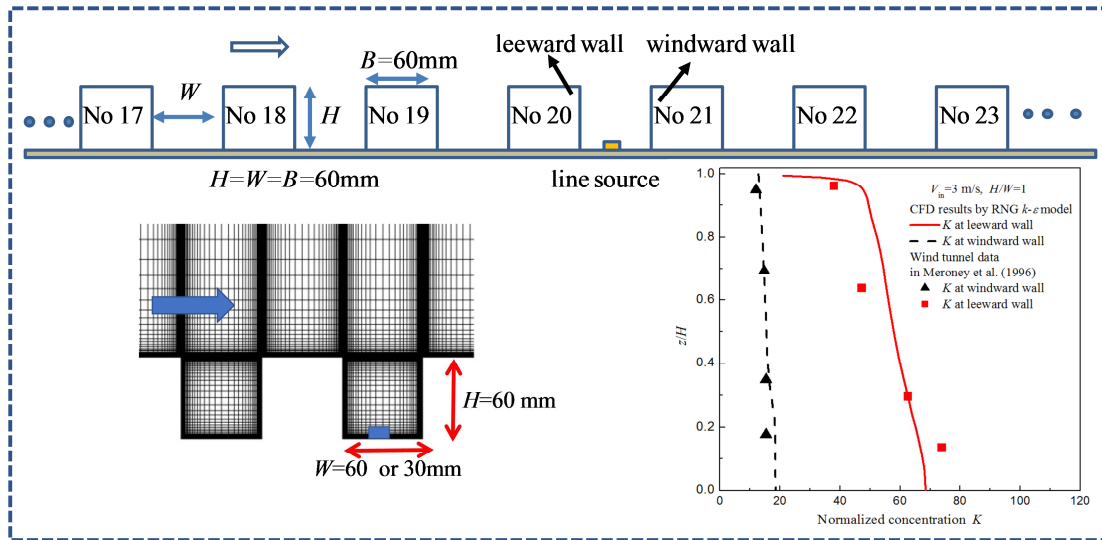 leeward wall
windward wall
B=60mm
W
H
No 17
No 18
No 19
No 20
No 21
No 22
No 23
H=W=B=60mm
line source
H=60 mm
W=60 or 30mm
V_in=3 m/s, H/W=1
CFD results by RNG k-ε model
K at leeward wall
K at windward wall
Wind tunnel data
in Meroney et al. (1996)
K at windward wall
K at leeward wall
z/H
1.0
0.8
0.6
0.4
0.2
0.0
0
20
40
60
80
100
120
Normalized concentration K